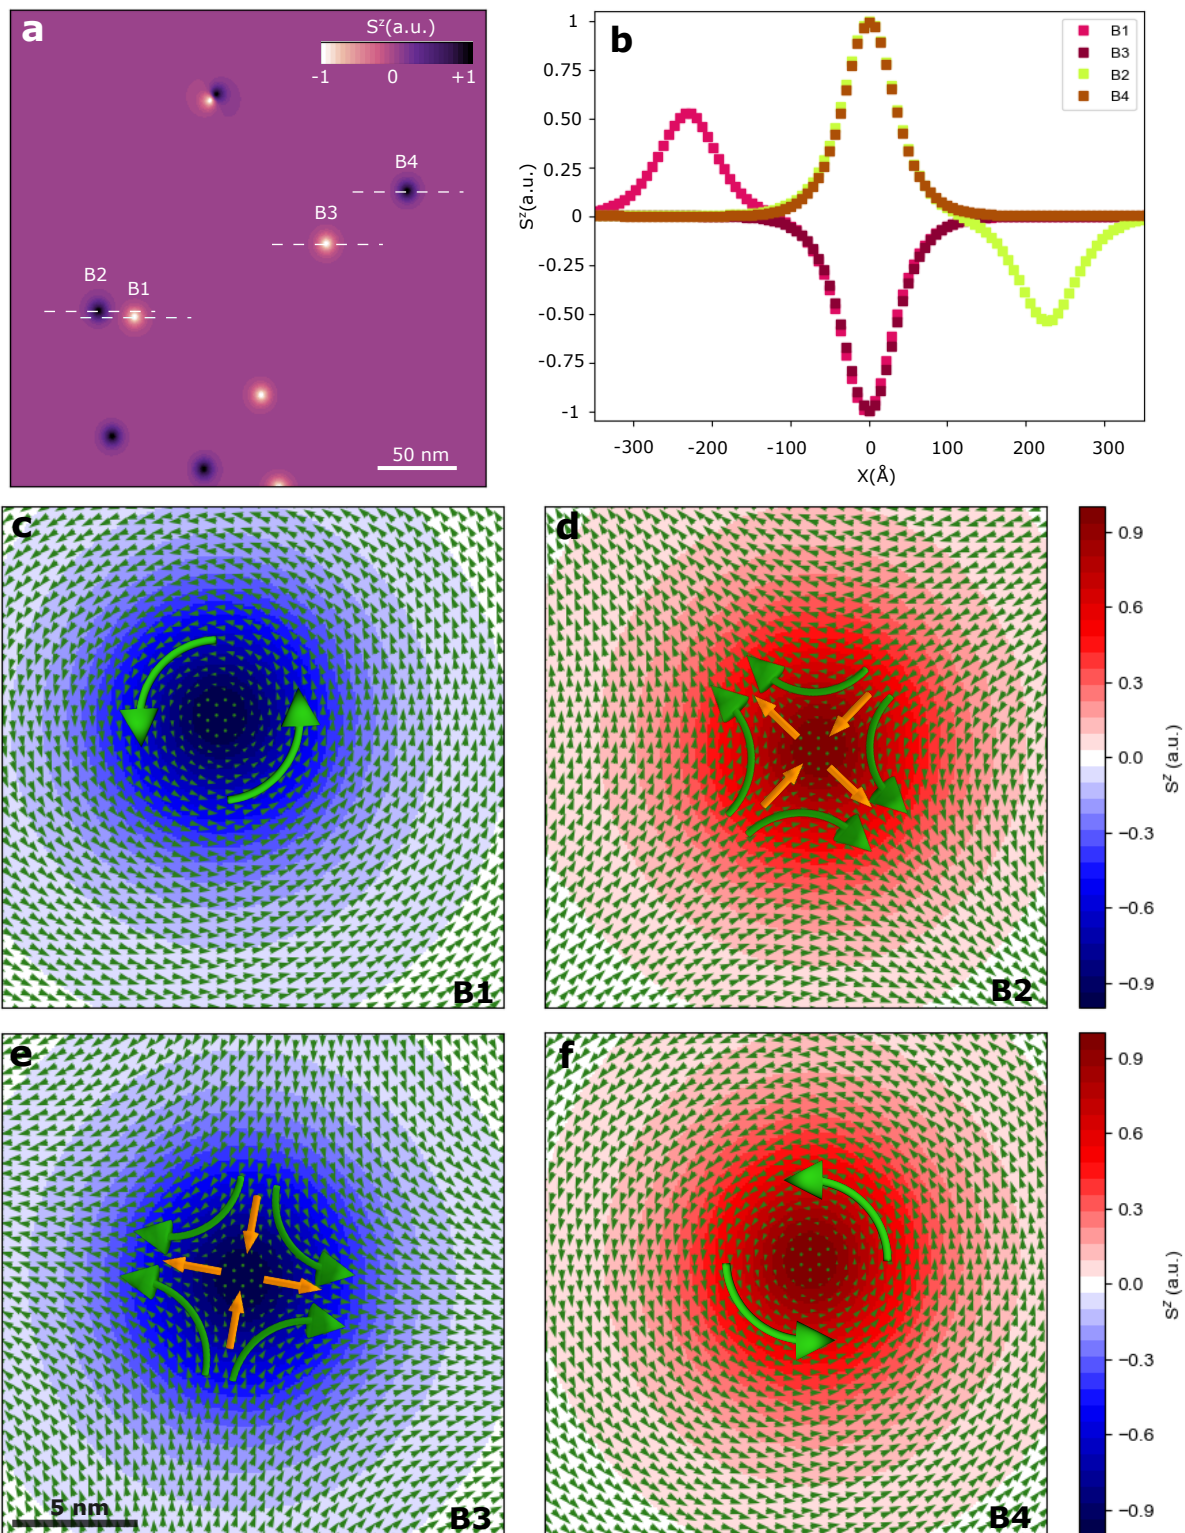 a
S^z(a.u.)
-1 0 +1
B4
B3
B2
B1
50 nm
b
B1
B3
B2
B4
1
0.75
0.50
0.25
0
-0.25
-0.50
-0.75
-1
S^z(a.u.)
-300 -200 -100 0 100 200 300
X(Å)
c
B1
d
B2
0.9
0.6
0.3
0.0
−0.3
−0.6
−0.9
S^z (a.u.)
e
5 nm
B3
f
B4
0.9
0.6
0.3
0.0
−0.3
−0.6
−0.9
S^z (a.u.)